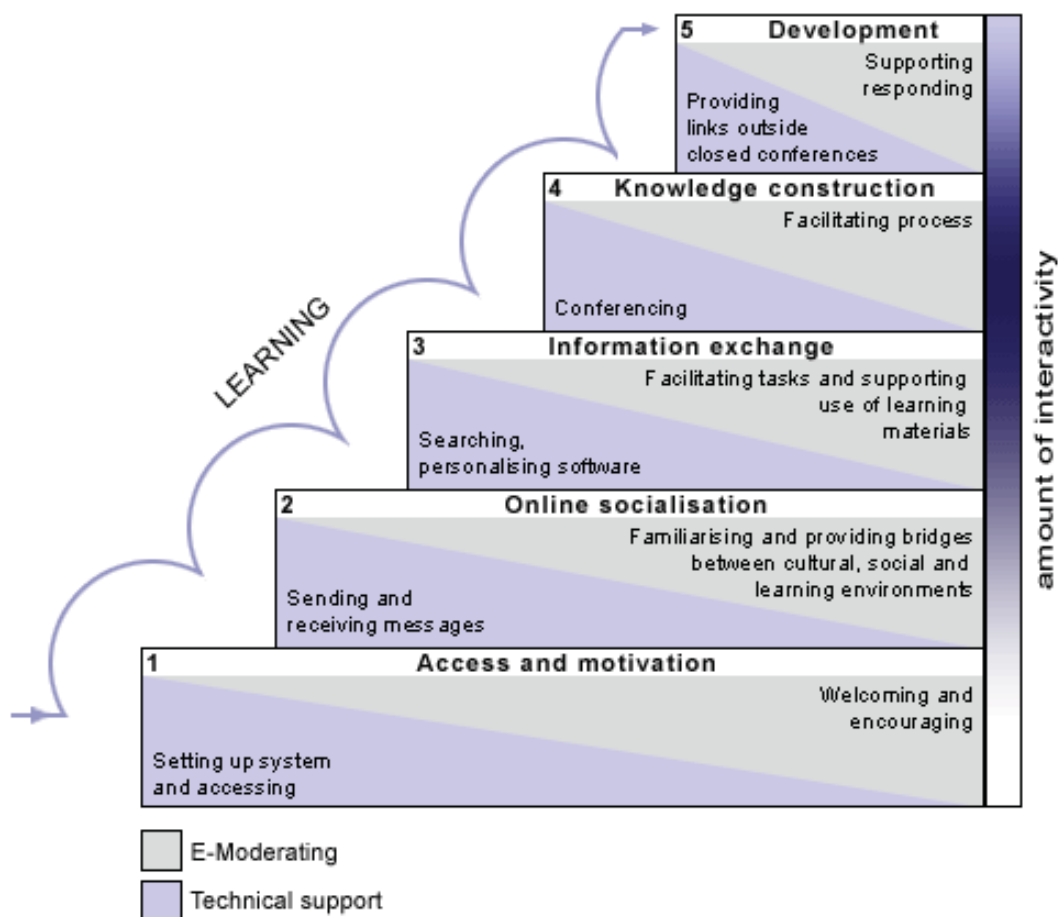 5 Development
Supporting
responding
Providing
links outside
closed conferences
4 Knowledge construction
Facilitating process
Conferencing
3 Information exchange
Facilitating tasks and supporting
use of learning
materials
Searching,
personalising software
2 Online socialisation
Familiarising and providing bridges
between cultural, social and
learning environments
Sending and
receiving messages
1 Access and motivation
Welcoming and
encouraging
Setting up system
and accessing
LEARNING
amount of interactivity
E-Moderating
Technical support